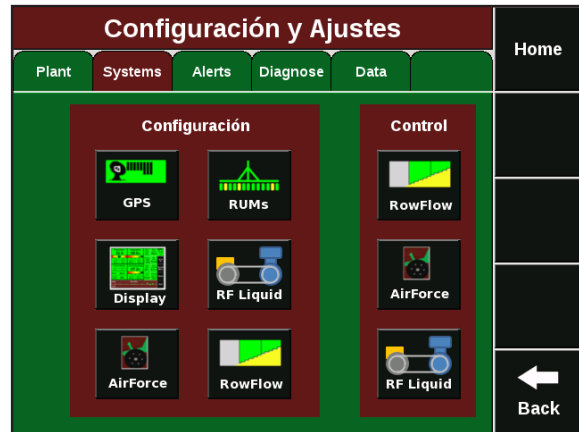 Configuración y Ajustes
Home
Plant Systems Alerts Diagnose Data
Configuración
Control
GPS RUMs RowFlow
Display RF Liquid AirForce
AirForce RowFlow RF Liquid
Back